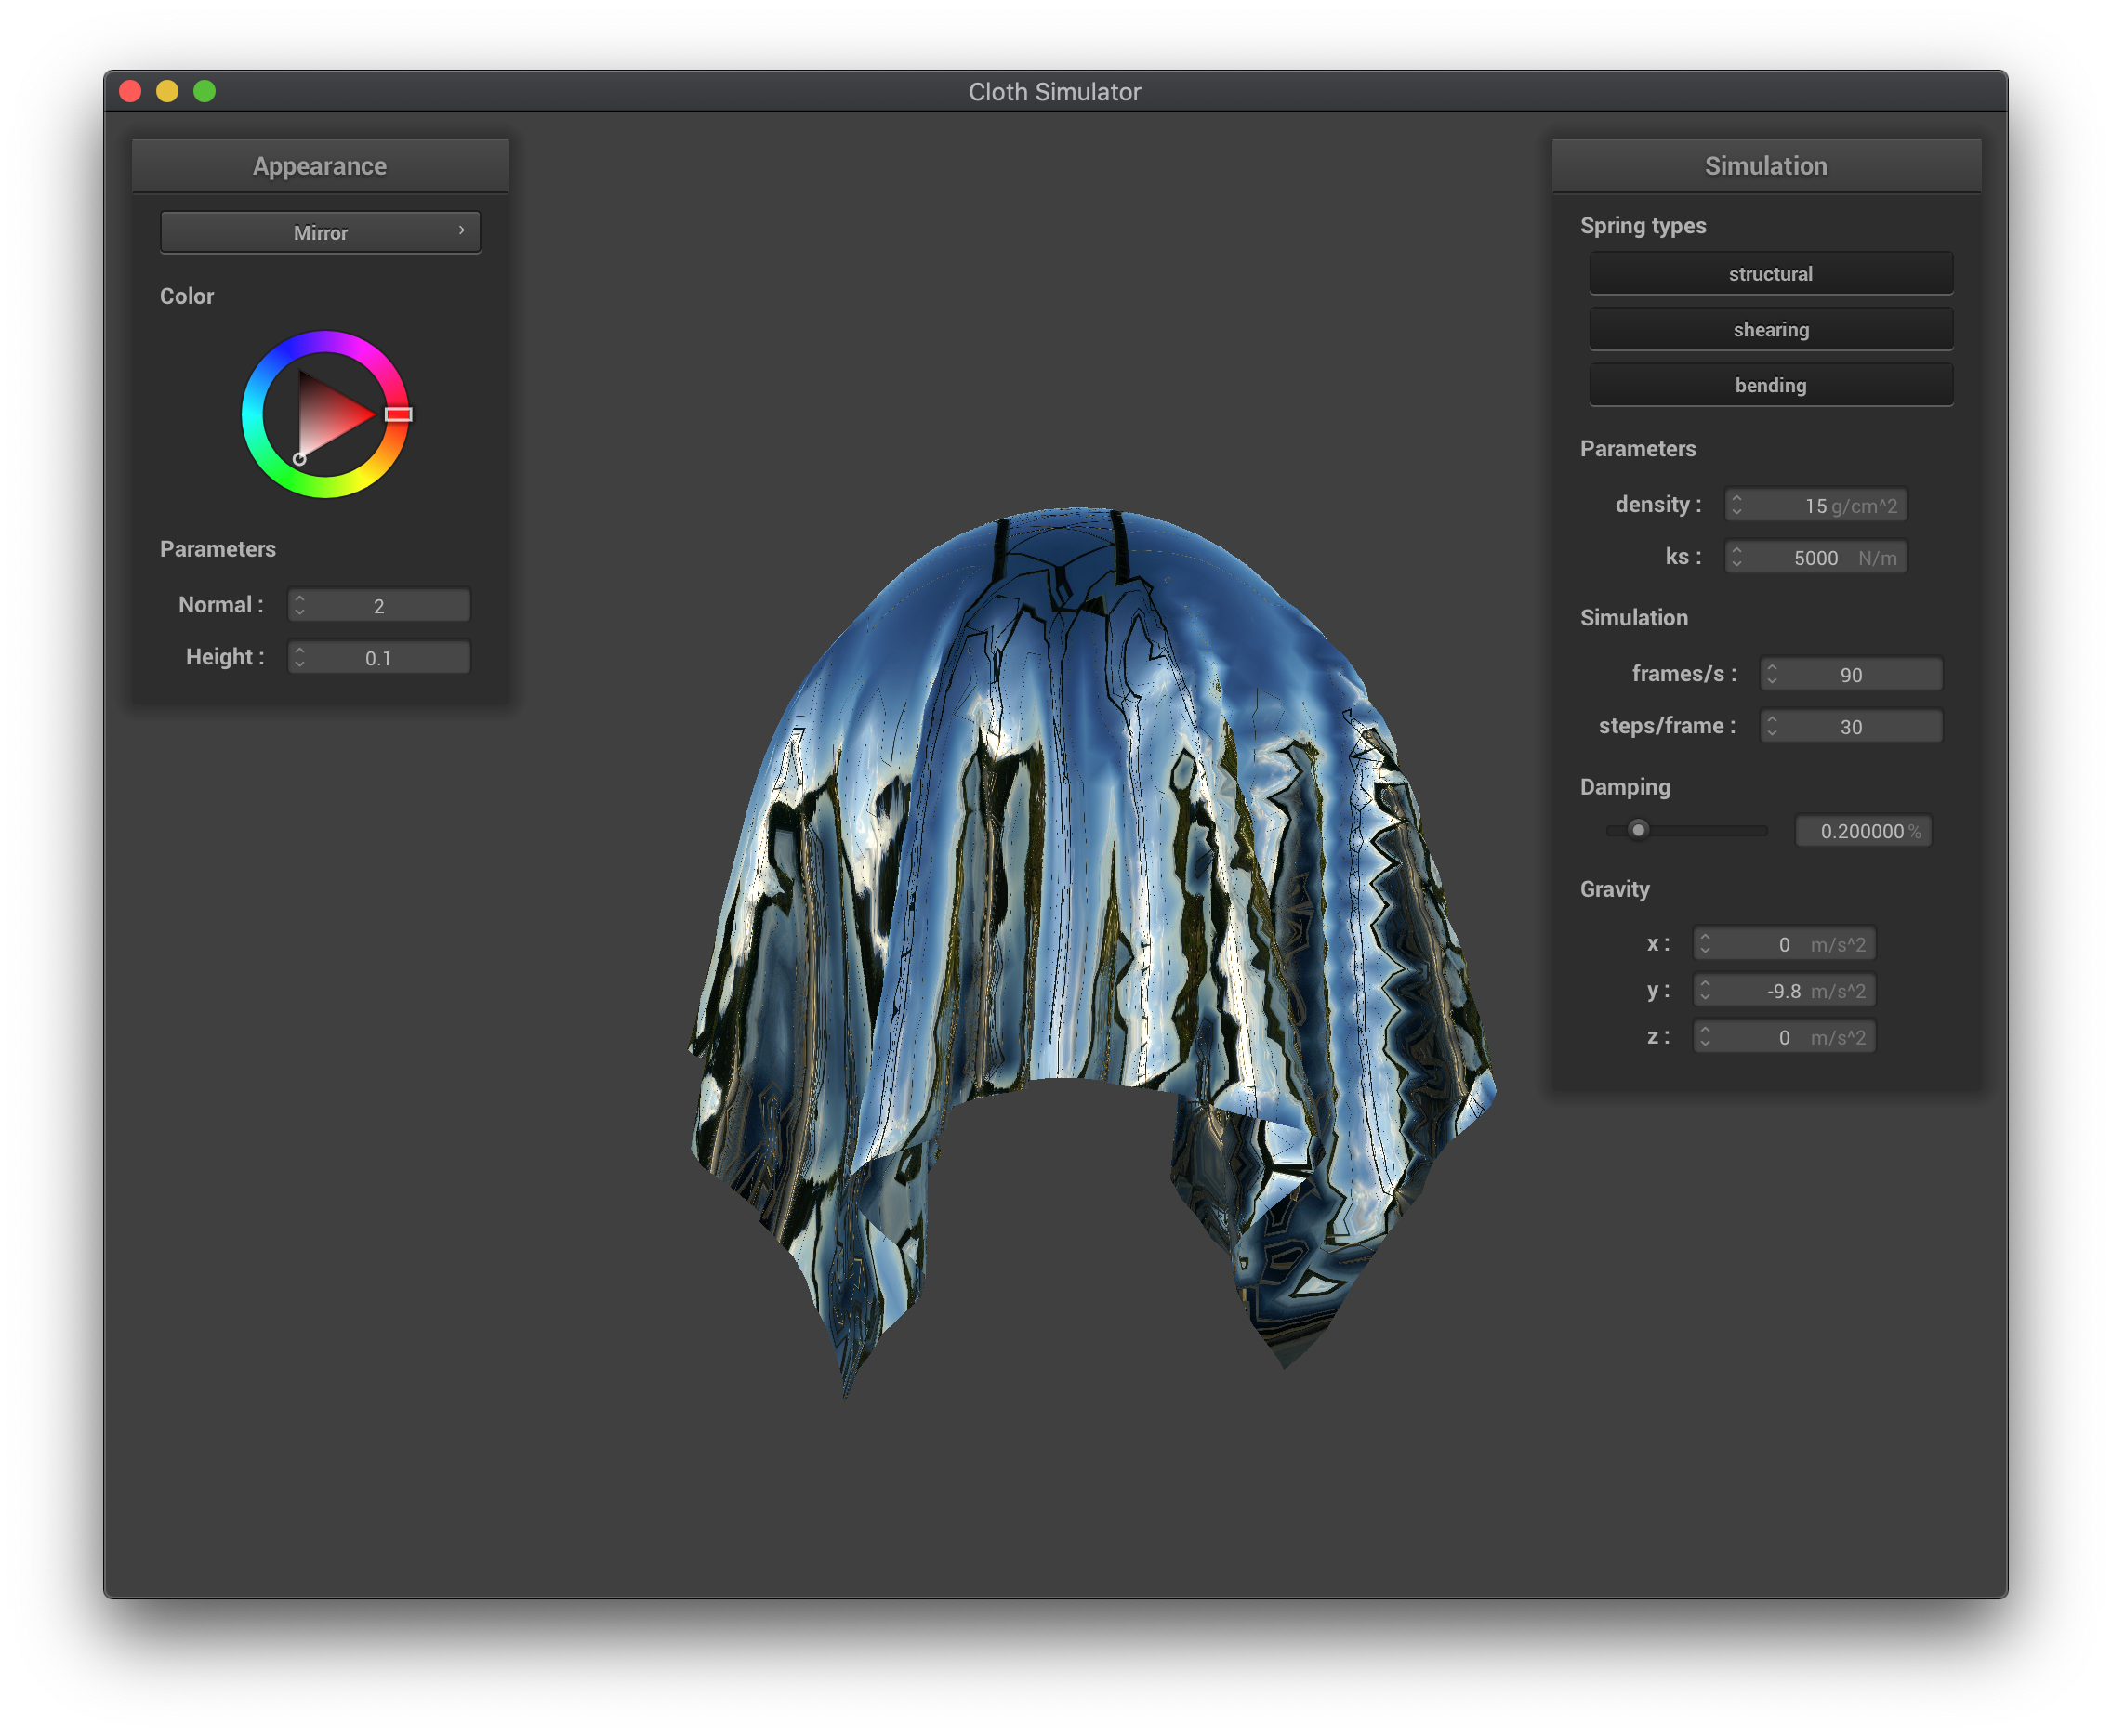 Cloth Simulator
Appearance
Mirror
Color
Parameters
Normal : 2
Height : 0.1
Simulation
Spring types
structural
shearing
bending
Parameters
density : 15 g/cm^2
ks : 5000 N/m
Simulation
frames/s : 90
steps/frame : 30
Damping
0.200000 %
Gravity
x : 0 m/s^2
y : -9.8 m/s^2
z : 0 m/s^2